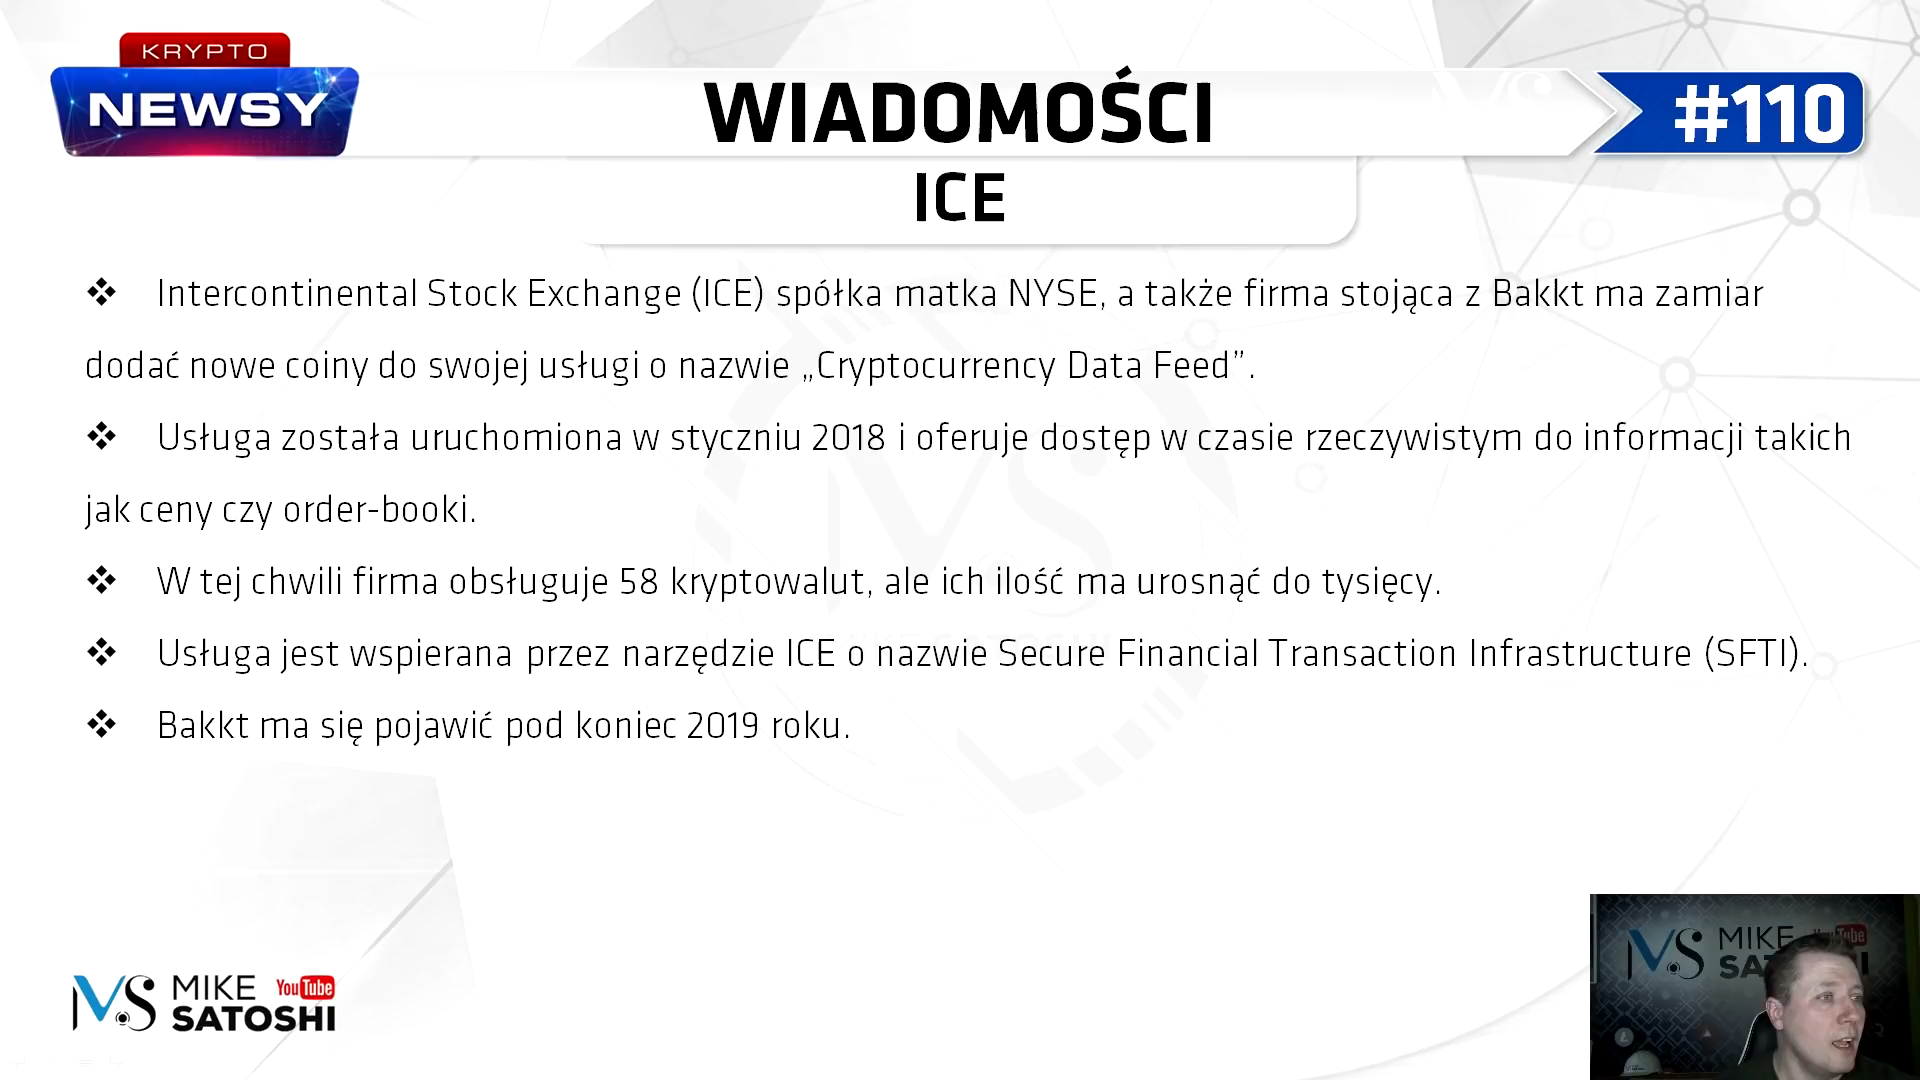 KRYPTO
NEWSY
WIADOMOŚCI
#110
ICE
❖ Intercontinental Stock Exchange (ICE) spółka matka NYSE, a także firma stojąca z Bakkt ma zamiar
dodać nowe coiny do swojej usługi o nazwie „Cryptocurrency Data Feed”.
❖ Usługa została uruchomiona w styczniu 2018 i oferuje dostęp w czasie rzeczywistym do informacji takich
jak ceny czy order-booki.
❖ W tej chwili firma obsługuje 58 kryptowalut, ale ich ilość ma urosnąć do tysięcy.
❖ Usługa jest wspierana przez narzędzie ICE o nazwie Secure Financial Transaction Infrastructure (SFTI).
❖ Bakkt ma się pojawić pod koniec 2019 roku.
MS MIKE YouTube
SATOSHI
MS MIKE